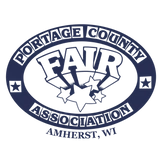 PORTAGE COUNTY
FAIR
ASSOCIATION
AMHERST, WI